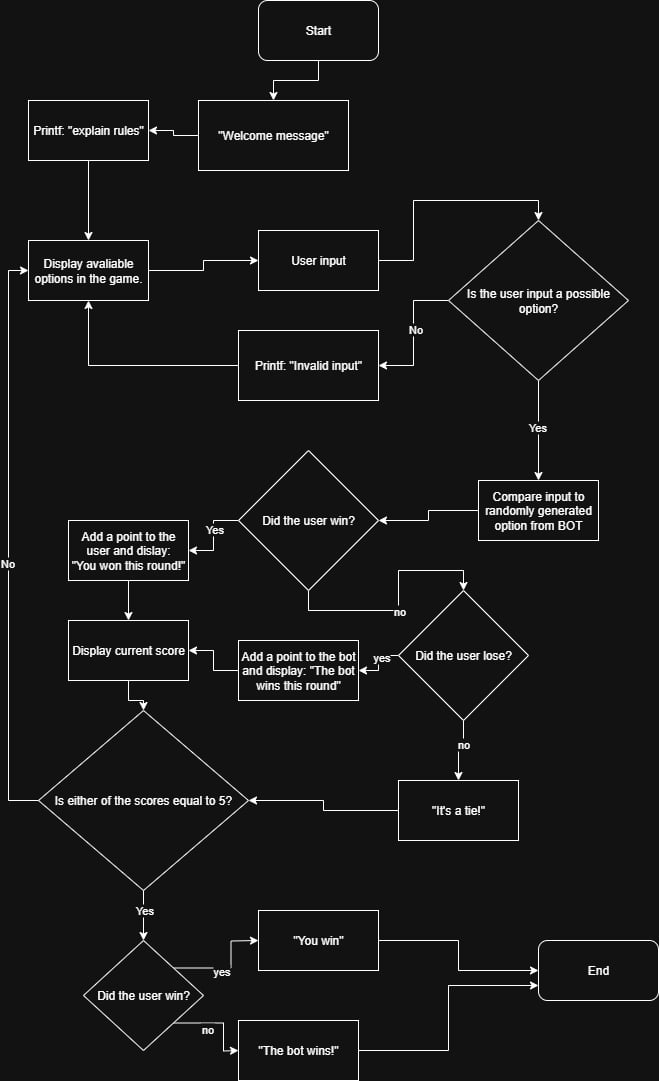 Start
"Welcome message"
Printf: "explain rules"
Display avaliable
options in the game.
User input
Is the user input a possible
option?
No
Printf: "Invalid input"
Yes
Compare input to
randomly generated
option from BOT
Did the user win?
Yes
Add a point to the
user and dislay:
"You won this round!"
No
no
Did the user lose?
yes
Add a point to the bot
and display: "The bot
wins this round"
Display current score
no
"It's a tie!"
Is either of the scores equal to 5?
Yes
Did the user win?
yes
"You win"
no
"The bot wins!"
End